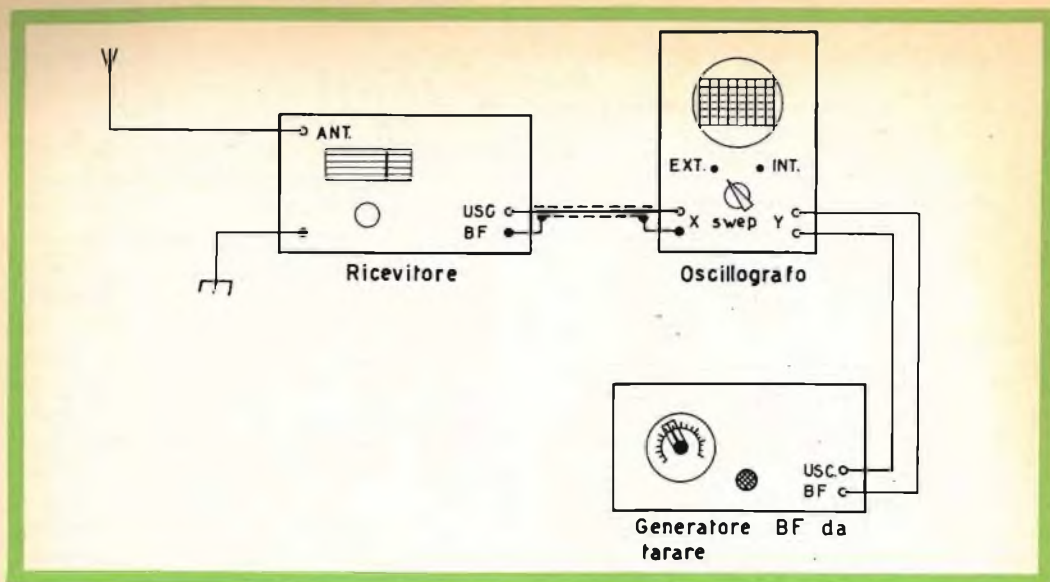 ANT.
USC
BF
Ricevitore
EXT. INT.
X swep Y
Oscillografo
USC.
BF
Generatore BF da
tarare